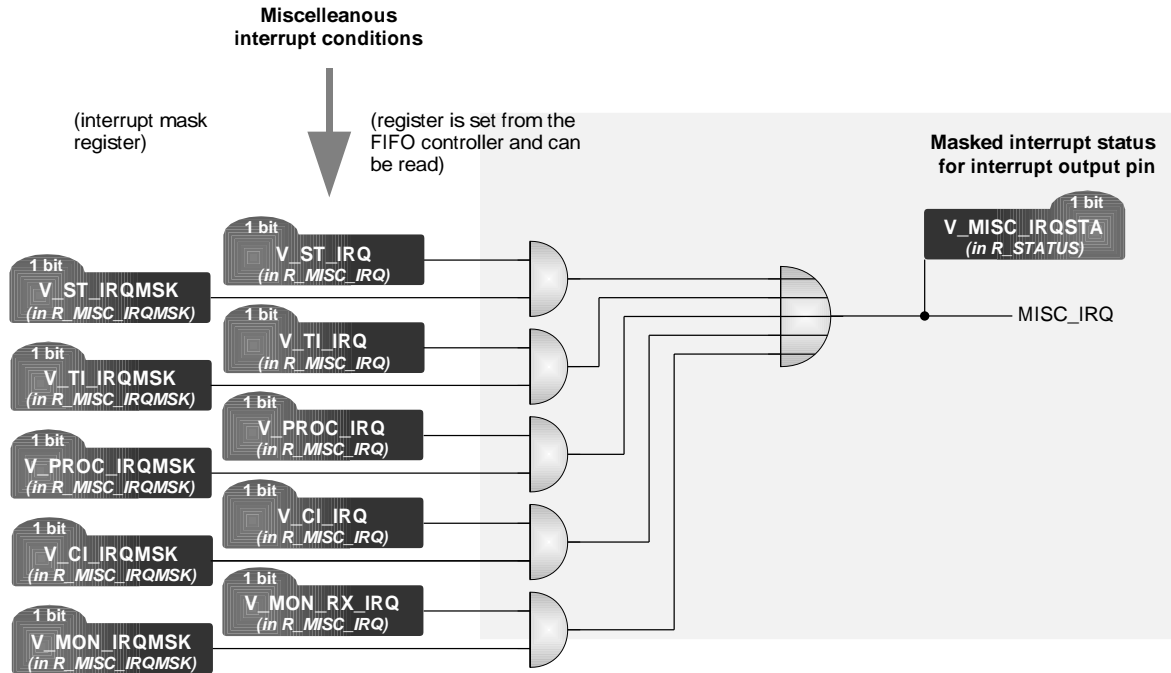 Miscelleanous
interrupt conditions
(interrupt mask
register)
(register is set from the
FIFO controller and can
be read)
Masked interrupt status
for interrupt output pin
1 bit
V_MISC_IRQSTA
(in R_STATUS)
1 bit
V_ST_IRQ
(in R_MISC_IRQ)
1 bit
V_ST_IRQMSK
(in R_MISC_IRQMSK)
MISC_IRQ
1 bit
V_TI_IRQ
(in R_MISC_IRQ)
1 bit
V_TI_IRQMSK
(in R_MISC_IRQMSK)
1 bit
V_PROC_IRQ
(in R_MISC_IRQ)
1 bit
V_PROC_IRQMSK
(in R_MISC_IRQMSK)
1 bit
V_CI_IRQ
(in R_MISC_IRQ)
1 bit
V_CI_IRQMSK
(in R_MISC_IRQMSK)
1 bit
V_MON_RX_IRQ
(in R_MISC_IRQ)
1 bit
V_MON_IRQMSK
(in R_MISC_IRQMSK)